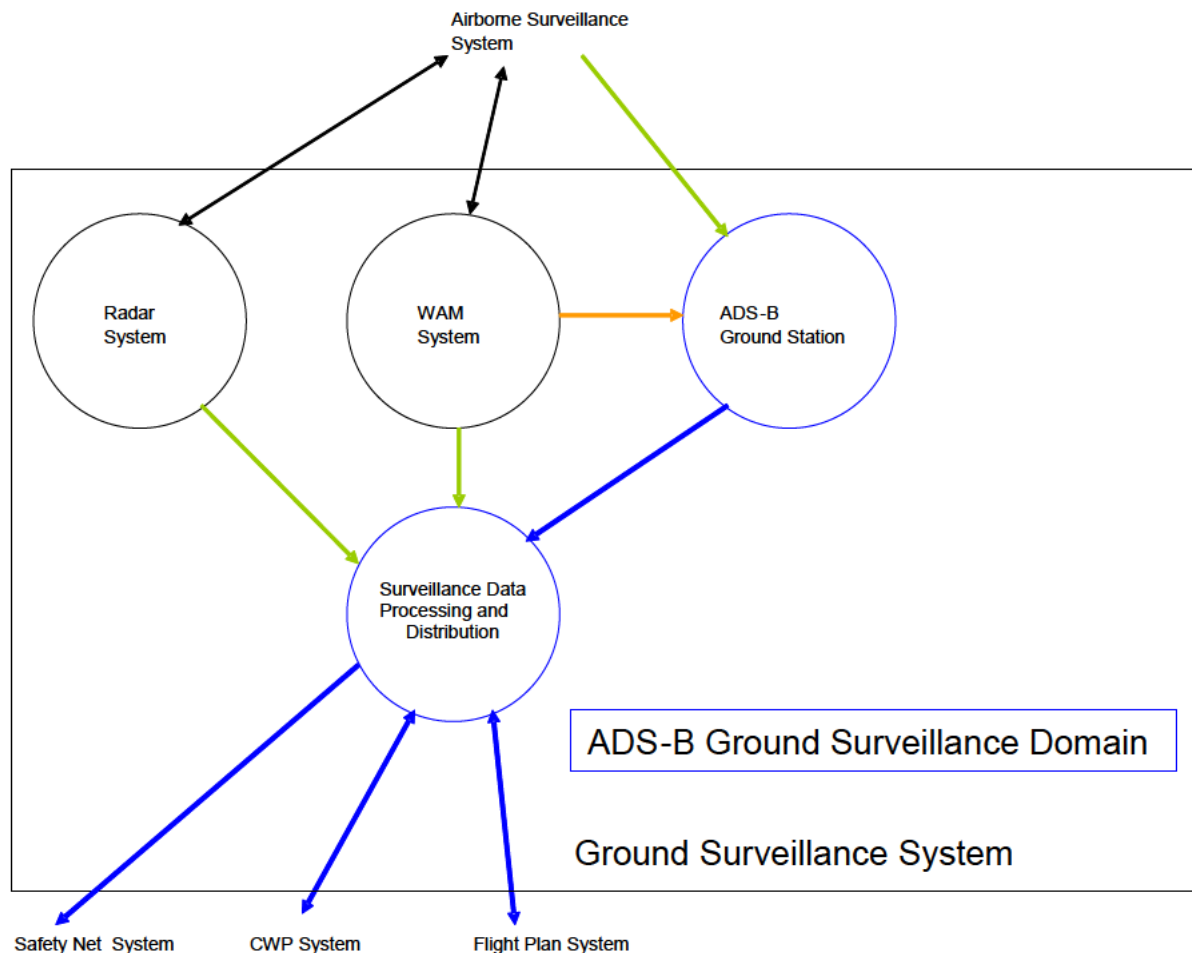 Airborne Surveillance
System
Radar
System
WAM
System
ADS-B
Ground Station
Surveillance Data
Processing and
Distribution
ADS-B Ground Surveillance Domain
Ground Surveillance System
Safety Net System
CWP System
Flight Plan System